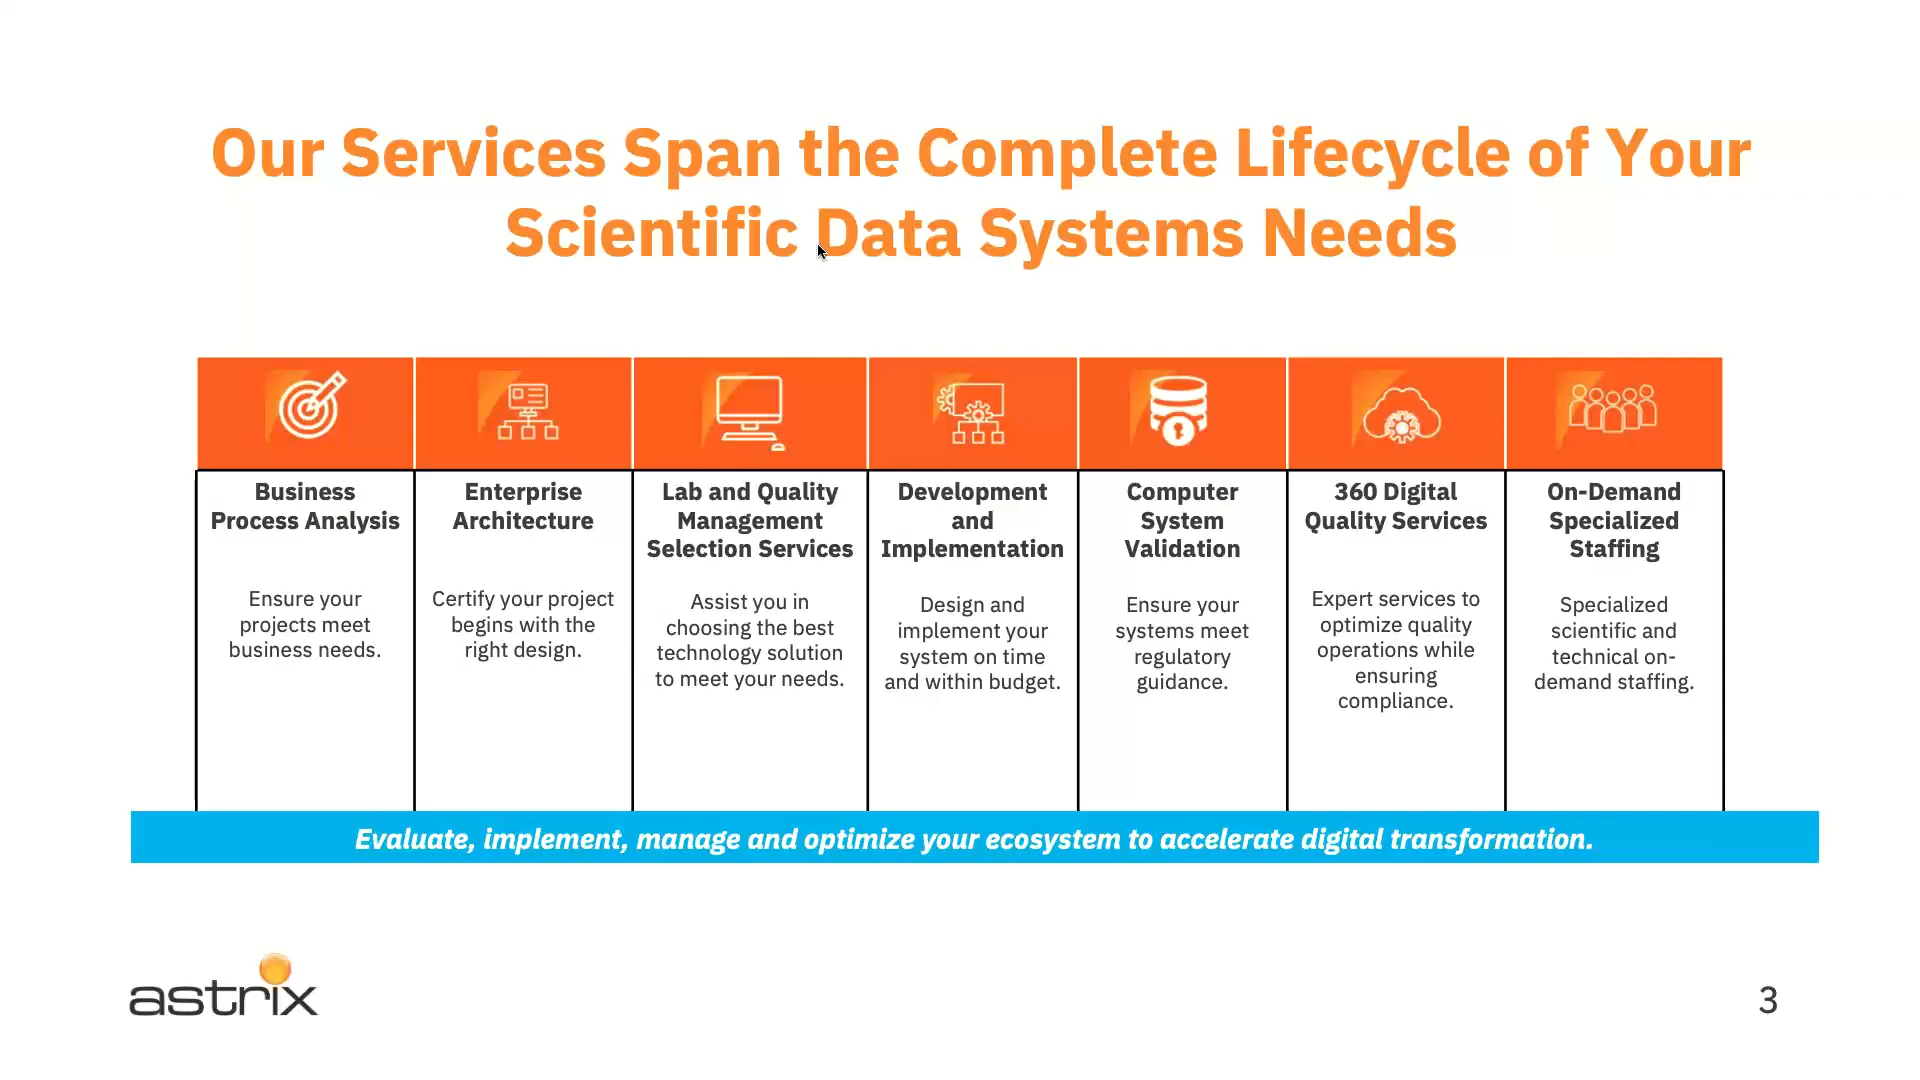 Our Services Span the Complete Lifecycle of Your
Scientific Data Systems Needs
Business
Process Analysis
Ensure your
projects meet
business needs.
Enterprise
Architecture
Certify your project
begins with the
right design.
Lab and Quality
Management
Selection Services
Assist you in
choosing the best
technology solution
to meet your needs.
Development
and
Implementation
Design and
implement your
system on time
and within budget.
Computer
System
Validation
Ensure your
systems meet
regulatory
guidance.
360 Digital
Quality Services
Expert services to
optimize quality
operations while
ensuring
compliance.
On-Demand
Specialized
Staffing
Specialized
scientific and
technical on-
demand staffing.
Evaluate, implement, manage and optimize your ecosystem to accelerate digital transformation.
astrix
3